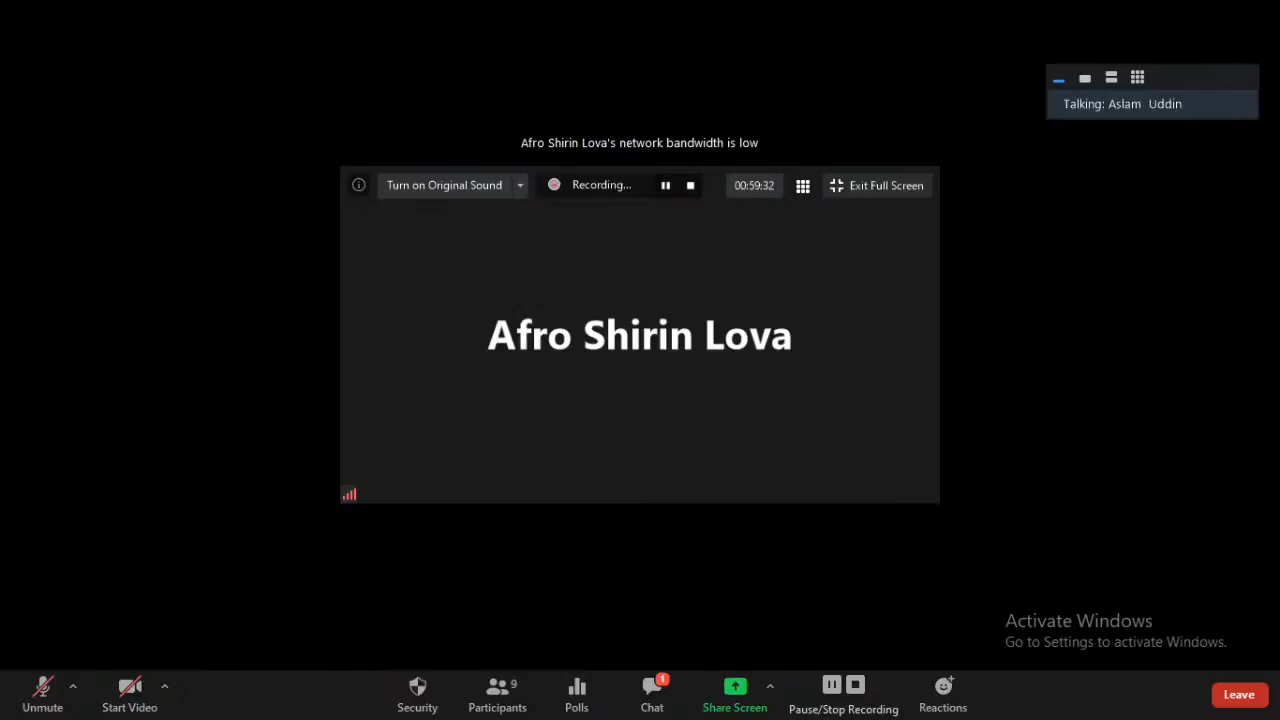 Talking: Aslam Uddin
Afro Shirin Lova's network bandwidth is low
Turn on Original Sound
Recording...
00:59:32
Exit Full Screen
Afro Shirin Lova
Activate Windows
Go to Settings to activate Windows.
Unmute
Start Video
Security
9
Participants
Polls
1
Chat
Share Screen
Pause/Stop Recording
Reactions
Leave